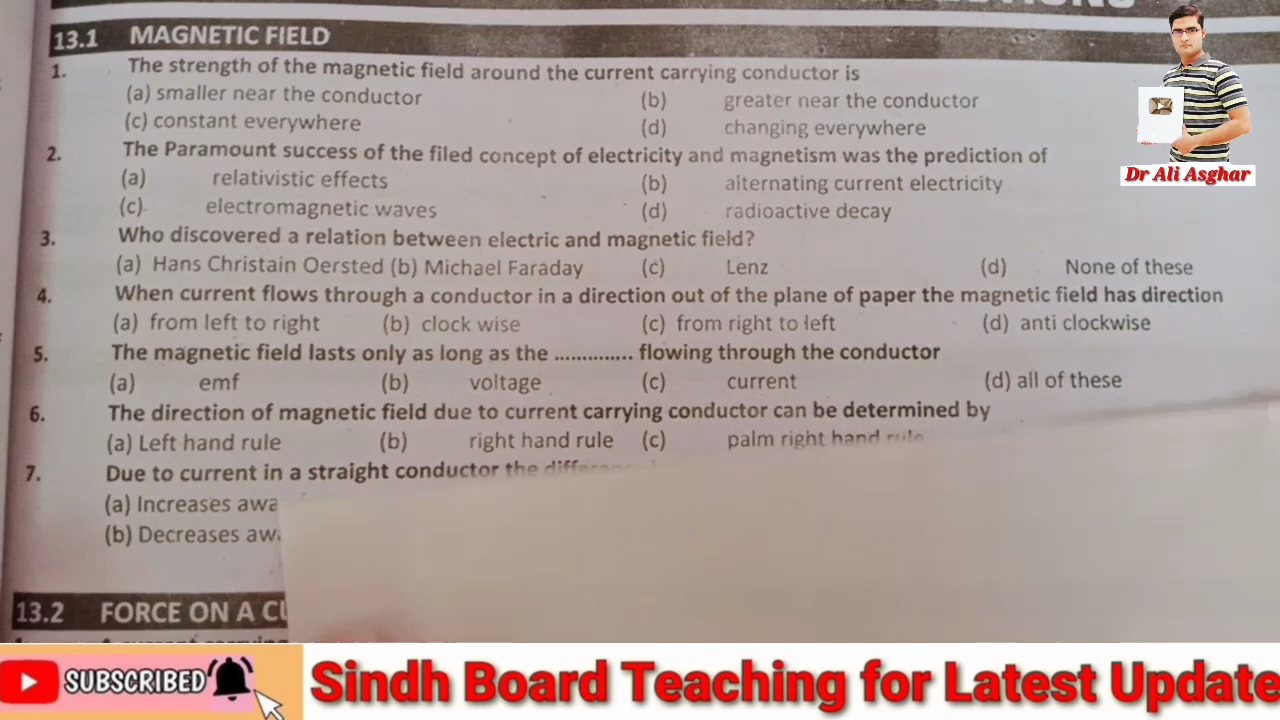 13.1 MAGNETIC FIELD
1. The strength of the magnetic field around the current carrying conductor is
(a) smaller near the conductor (b) greater near the conductor
(c) constant everywhere (d) changing everywhere
2. The Paramount success of the filed concept of electricity and magnetism was the prediction of
(a) relativistic effects (b) alternating current electricity
(c) electromagnetic waves (d) radioactive decay
3. Who discovered a relation between electric and magnetic field?
(a) Hans Christain Oersted (b) Michael Faraday (c) Lenz (d) None of these
4. When current flows through a conductor in a direction out of the plane of paper the magnetic field has direction
(a) from left to right (b) clock wise (c) from right to left (d) anti clockwise
5. The magnetic field lasts only as long as the .............. flowing through the conductor
(a) emf (b) voltage (c) current (d) all of these
6. The direction of magnetic field due to current carrying conductor can be determined by
(a) Left hand rule (b) right hand rule (c) palm right hand rule
7. Due to current in a straight conductor the
(a) Increases
(b) Decreases
13.2 FORCE ON A
Dr Ali Asghar
SUBSCRIBED Sindh Board Teaching for Latest Update